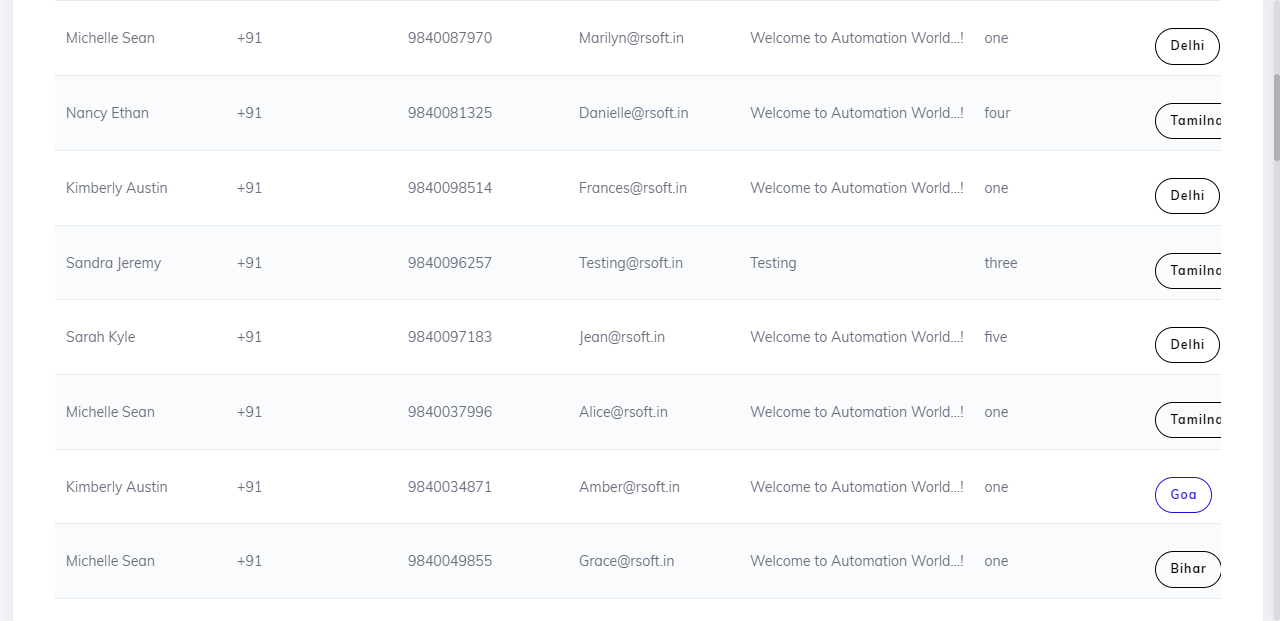 Michelle Sean +91 9840087970 Marilyn@rsoft.in Welcome to Automation World...! one Delhi
Nancy Ethan +91 9840081325 Danielle@rsoft.in Welcome to Automation World...! four Tamilna
Kimberly Austin +91 9840098514 Frances@rsoft.in Welcome to Automation World...! one Delhi
Sandra Jeremy +91 9840096257 Testing@rsoft.in Testing three Tamilna
Sarah Kyle +91 9840097183 Jean@rsoft.in Welcome to Automation World...! five Delhi
Michelle Sean +91 9840037996 Alice@rsoft.in Welcome to Automation World...! one Tamilna
Kimberly Austin +91 9840034871 Amber@rsoft.in Welcome to Automation World...! one Goa
Michelle Sean +91 9840049855 Grace@rsoft.in Welcome to Automation World...! one Bihar